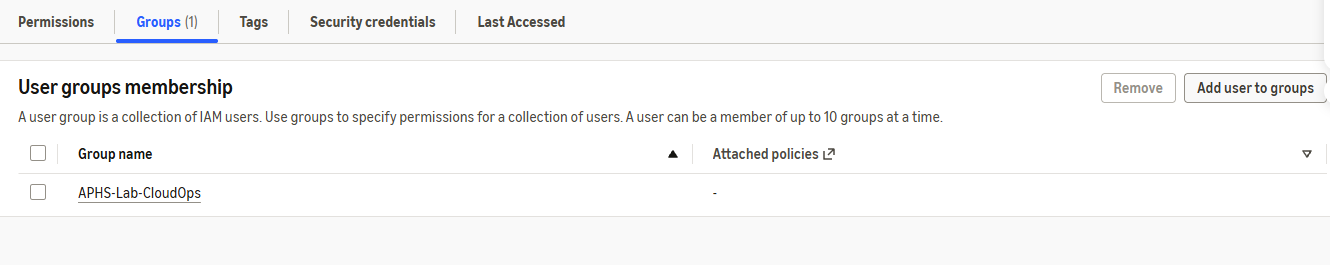 Permissions Groups (1) Tags Security credentials Last Accessed
User groups membership Remove Add user to groups
A user group is a collection of IAM users. Use groups to specify permissions for a collection of users. A user can be a member of up to 10 groups at a time.
Group name Attached policies
APHS-Lab-CloudOps -